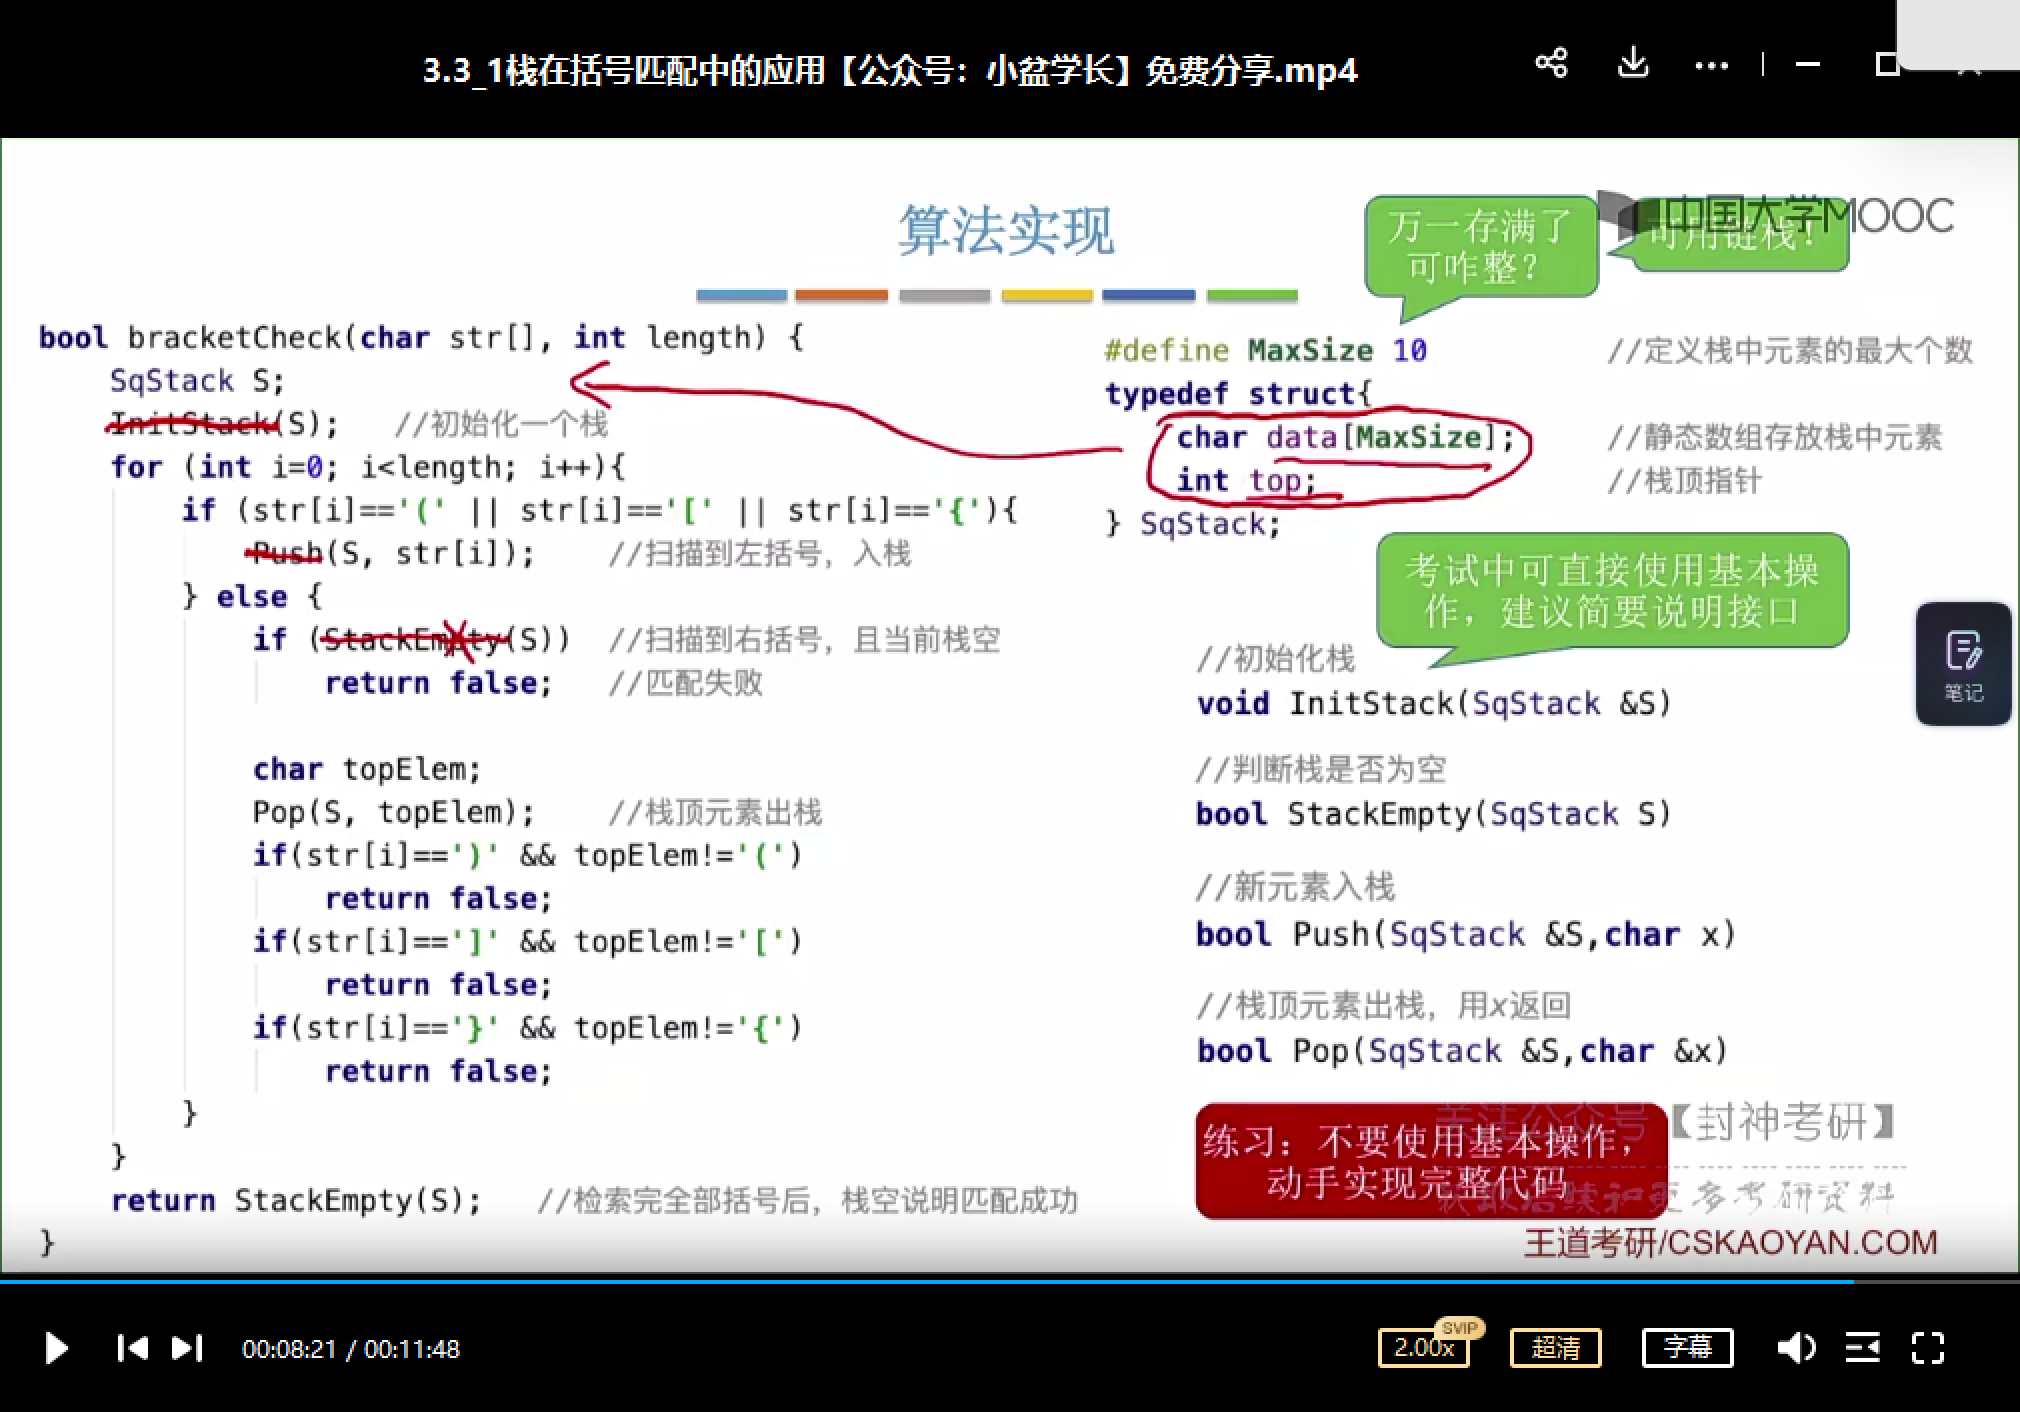 3.3_1栈在括号匹配中的应用【公众号：小盆学长】免费分享.mp4
算法实现
万一存满了
可咋整？
可用链栈！
中国大学MOOC
bool bracketCheck(char str[], int length) {
SqStack S;
InitStack(S); //初始化一个栈
for (int i=0; i<length; i++){
if (str[i]=='(' || str[i]=='[' || str[i]=='{'){
Push(S, str[i]); //扫描到左括号，入栈
} else {
if (StackEmpty(S)) //扫描到右括号，且当前栈空
return false; //匹配失败
char topElem;
Pop(S, topElem); //栈顶元素出栈
if(str[i]==')' && topElem!='(')
return false;
if(str[i]==']' && topElem!='[')
return false;
if(str[i]=='}' && topElem!='{')
return false;
}
}
return StackEmpty(S); //检索完全部括号后，栈空说明匹配成功
}
#define MaxSize 10 //定义栈中元素的最大个数
typedef struct{
char data[MaxSize]; //静态数组存放栈中元素
int top; //栈顶指针
} SqStack;
考试中可直接使用基本操
作，建议简要说明接口
//初始化栈
void InitStack(SqStack &S)
//判断栈是否为空
bool StackEmpty(SqStack S)
//新元素入栈
bool Push(SqStack &S,char x)
//栈顶元素出栈，用x返回
bool Pop(SqStack &S,char &x)
练习：不要使用基本操作，
动手实现完整代码
关注公众号【封神考研】
获取后续和更多考研资料
王道考研/CSKAOYAN.COM
笔记
00:08:21 / 00:11:48
2.00x
SVIP
超清
字幕